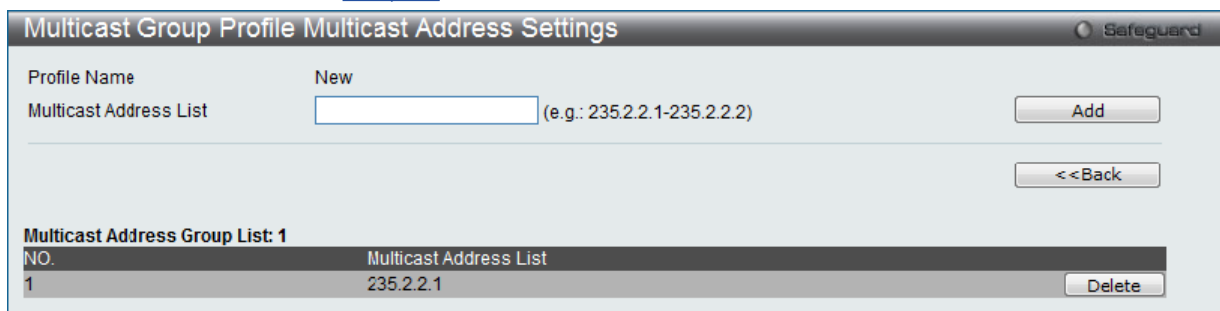 Multicast Group Profile Multicast Address Settings Safeguard
Profile Name New
Multicast Address List (e.g.: 235.2.2.1-235.2.2.2) Add
<<Back
Multicast Address Group List: 1
NO. Multicast Address List
1 235.2.2.1 Delete